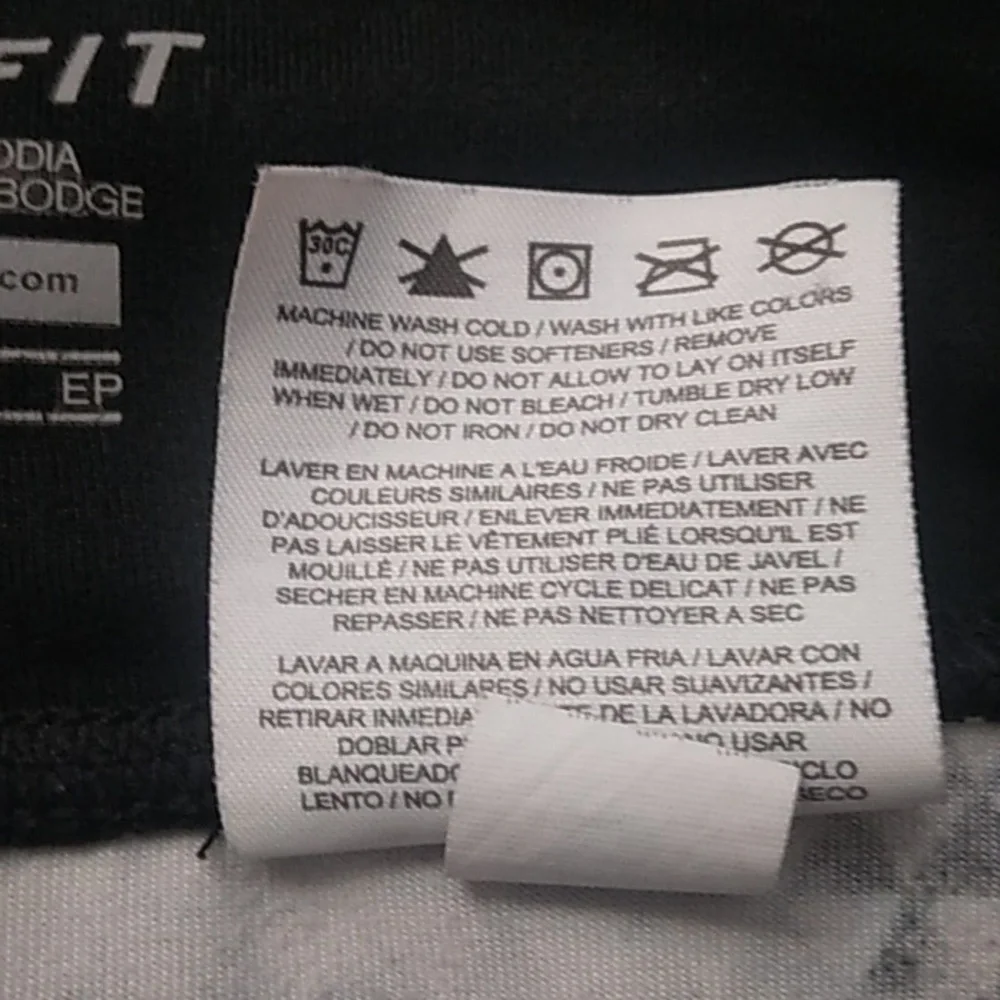 FIT
ODIA
BODGE
.com
EP
30C
MACHINE WASH COLD / WASH WITH LIKE COLORS
/ DO NOT USE SOFTENERS / REMOVE
IMMEDIATELY / DO NOT ALLOW TO LAY ON ITSELF
WHEN WET / DO NOT BLEACH / TUMBLE DRY LOW
/ DO NOT IRON / DO NOT DRY CLEAN
LAVER EN MACHINE A L'EAU FROIDE / LAVER AVEC
COULEURS SIMILAIRES / NE PAS UTILISER
D'ADOUCISSEUR / ENLEVER IMMEDIATEMENT / NE
PAS LAISSER LE VÊTEMENT PLIÉ LORSQU'IL EST
MOUILLÉ / NE PAS UTILISER D'EAU DE JAVEL /
SECHER EN MACHINE CYCLE DELICAT / NE PAS
REPASSER / NE PAS NETTOYER A SEC
LAVAR A MAQUINA EN AGUA FRIA / LAVAR CON
COLORES SIMILARES / NO USAR SUAVIZANTES /
RETIRAR INMEDIA DE LA LAVADORA / NO
DOBLAR USAR
BLANQUEADO CLO
LENTO / NO SECO